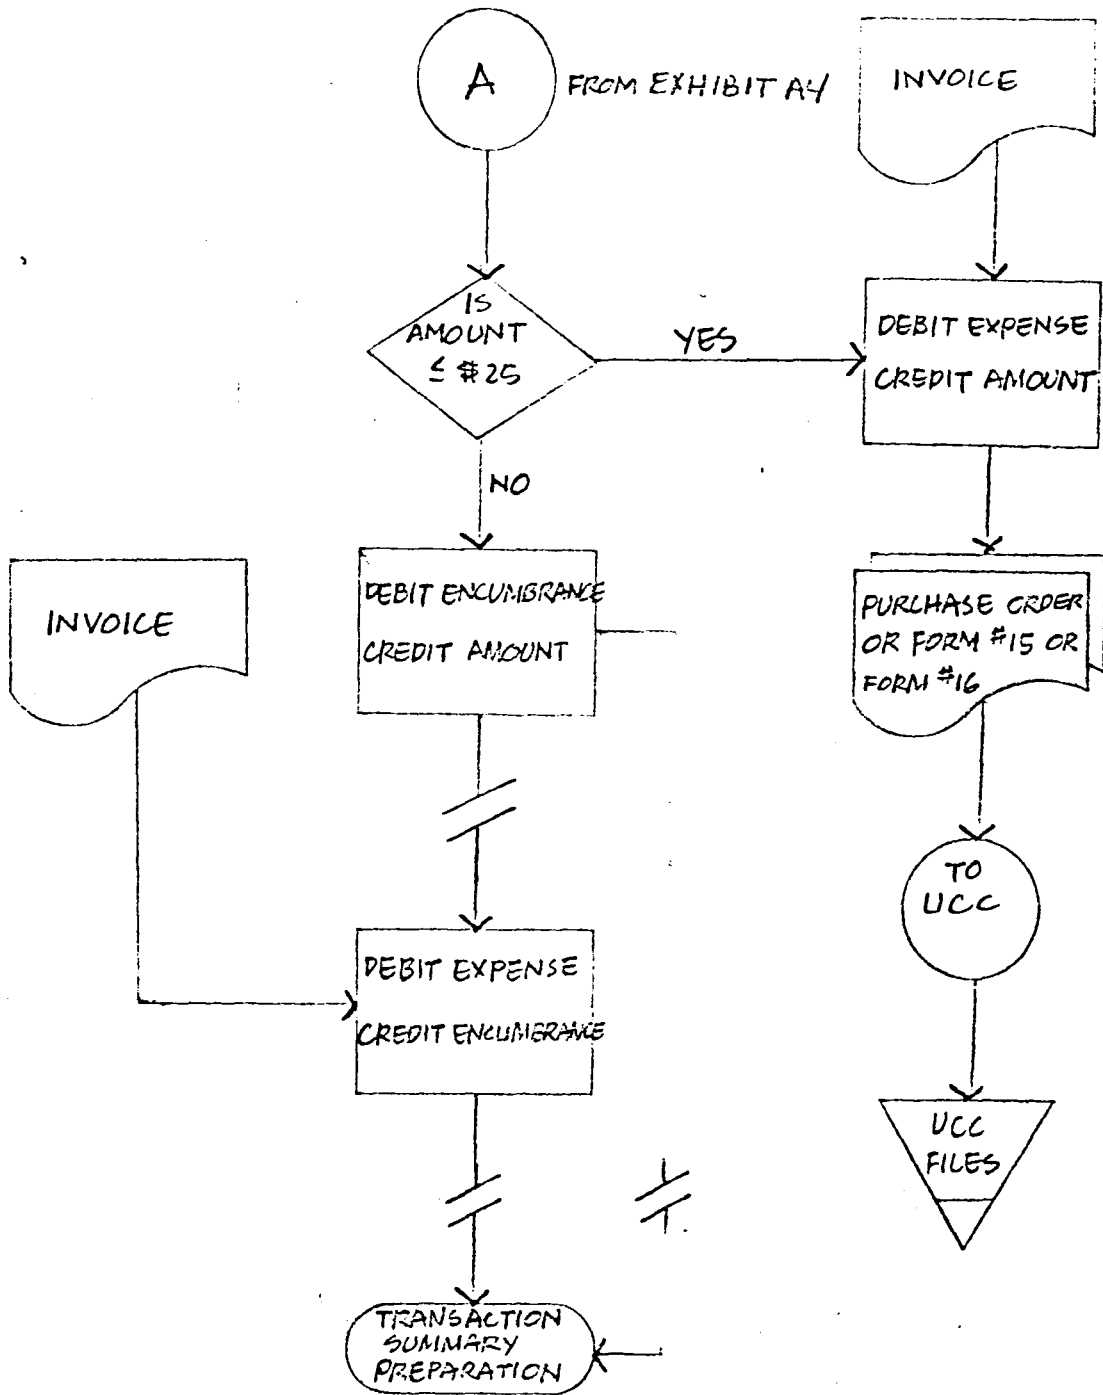 A
FROM EXHIBIT A4
INVOICE
IS
AMOUNT
≤ $25
YES
DEBIT EXPENSE
CREDIT AMOUNT
NO
INVOICE
DEBIT ENCUMBRANCE
CREDIT AMOUNT
PURCHASE ORDER
OR FORM #15 OR
FORM #16
TO
UCC
DEBIT EXPENSE
CREDIT ENCUMBRANCE
UCC
FILES
TRANSACTION
SUMMARY
PREPARATION